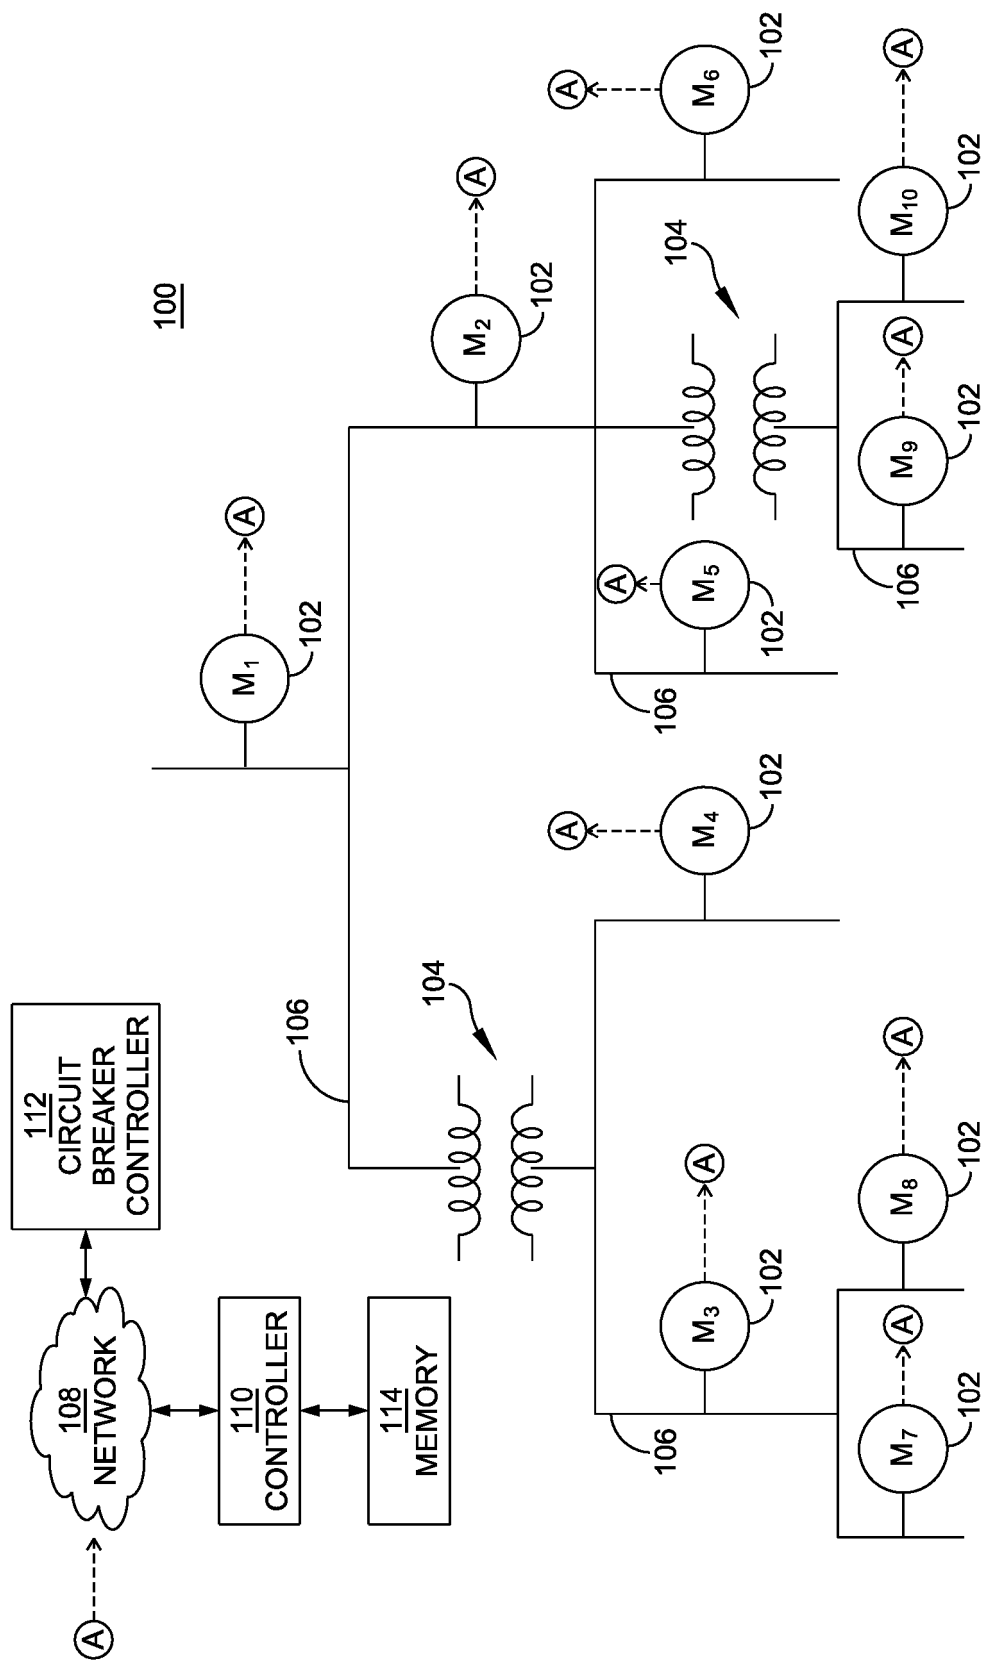 112
CIRCUIT
BREAKER
CONTROLLER
108
NETWORK
A
100
110
CONTROLLER
M1
A
102
106
114
MEMORY
104
M2
A
102
A
M4
102
A
M6
102
A
M5
102
104
106
M3
A
102
106
M7
A
102
M8
A
102
M9
A
102
106
M10
A
102